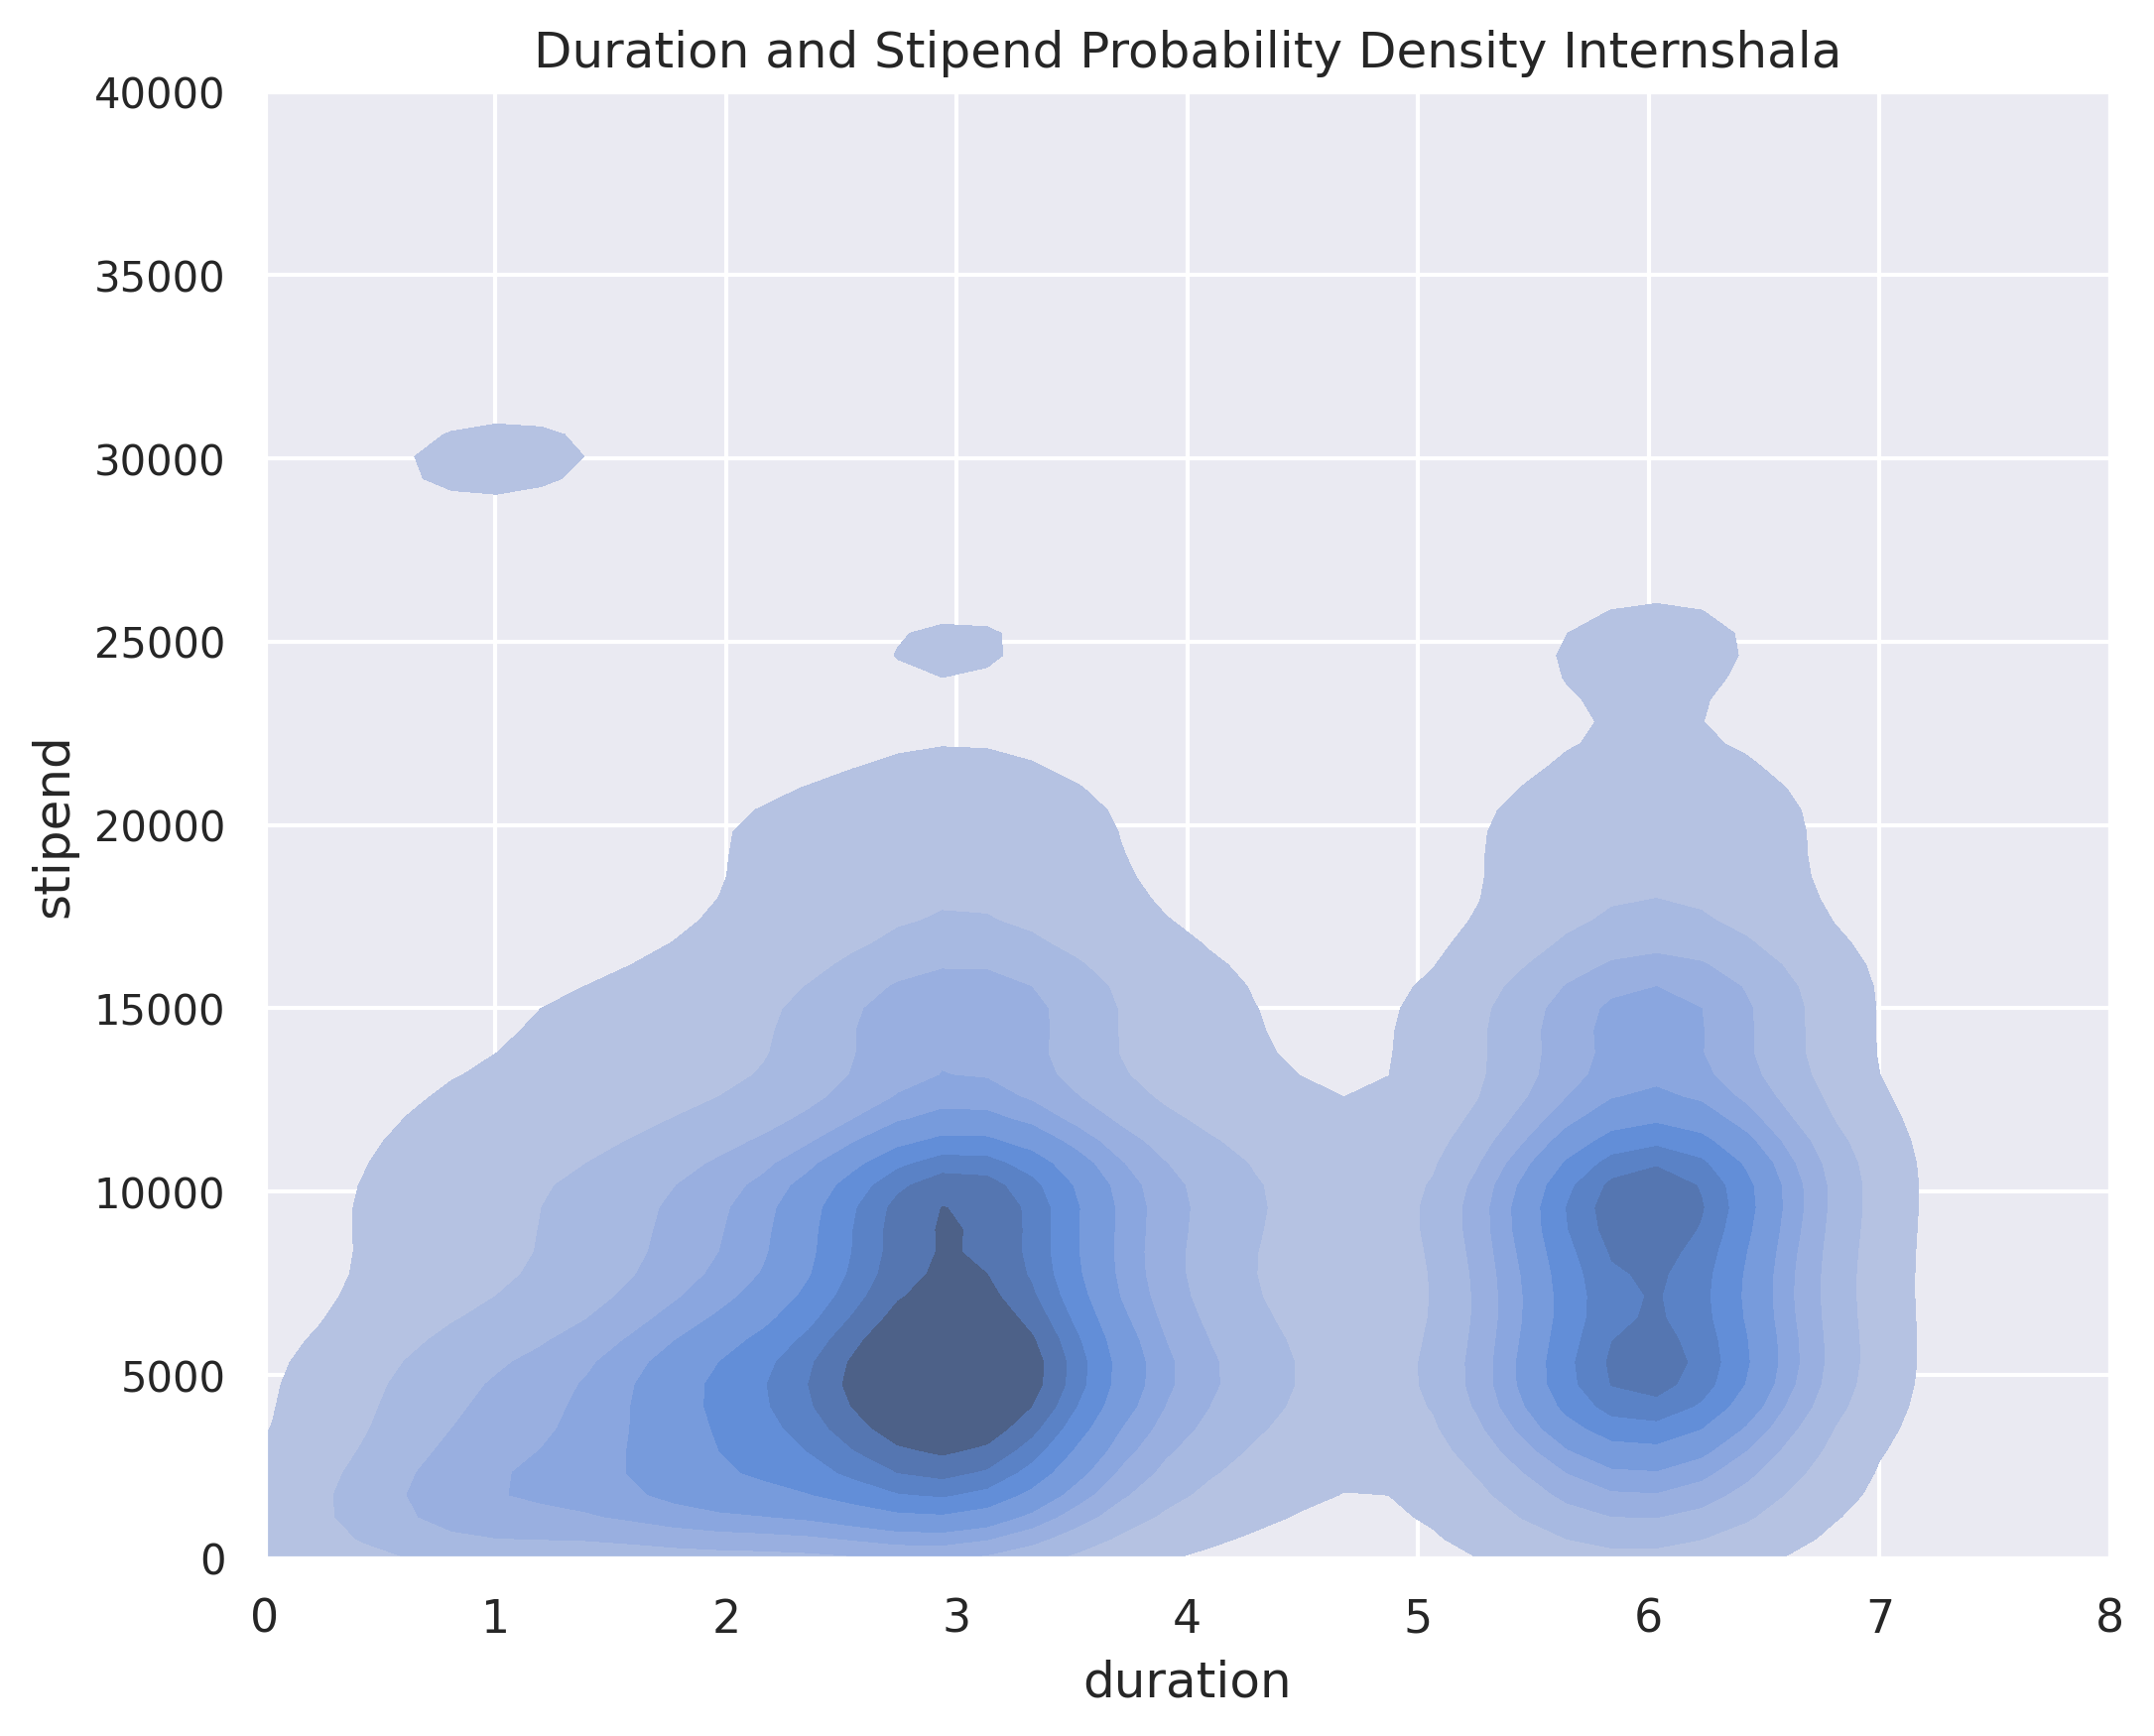 Duration and Stipend Probability Density Internshala
40000
35000
30000
25000
20000
15000
10000
5000
0
stipend
0 1 2 3 4 5 6 7 8
duration